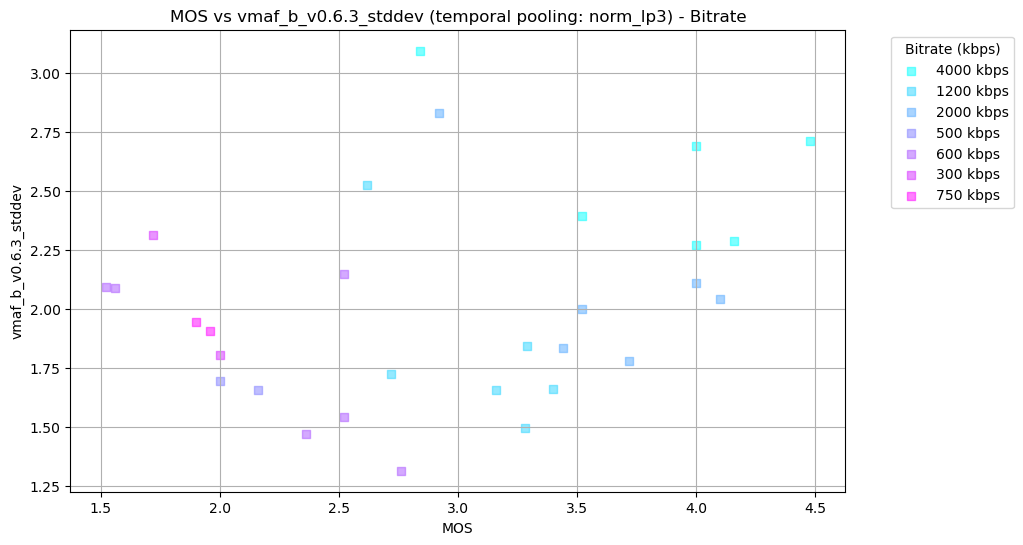 MOS vs vmaf_b_v0.6.3_stddev (temporal pooling: norm_lp3) - Bitrate
vmaf_b_v0.6.3_stddev
3.00
2.75
2.50
2.25
2.00
1.75
1.50
1.25
1.5
2.0
2.5
3.0
3.5
4.0
4.5
MOS
Bitrate (kbps)
4000 kbps
1200 kbps
2000 kbps
500 kbps
600 kbps
300 kbps
750 kbps